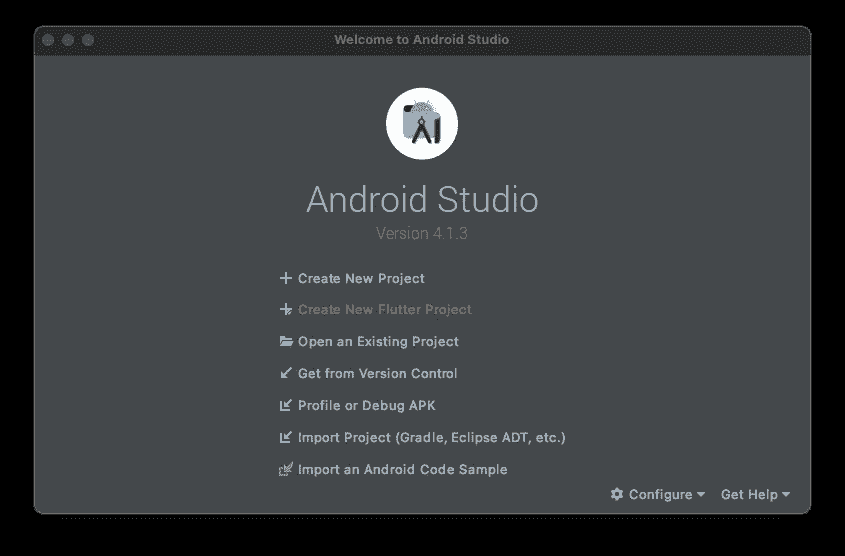 Welcome to Android Studio
Android Studio
Version 4.1.3
Create New Project
Create New Flutter Project
Open an Existing Project
Get from Version Control
Profile or Debug APK
Import Project (Gradle, Eclipse ADT, etc.)
Import an Android Code Sample
Configure Get Help